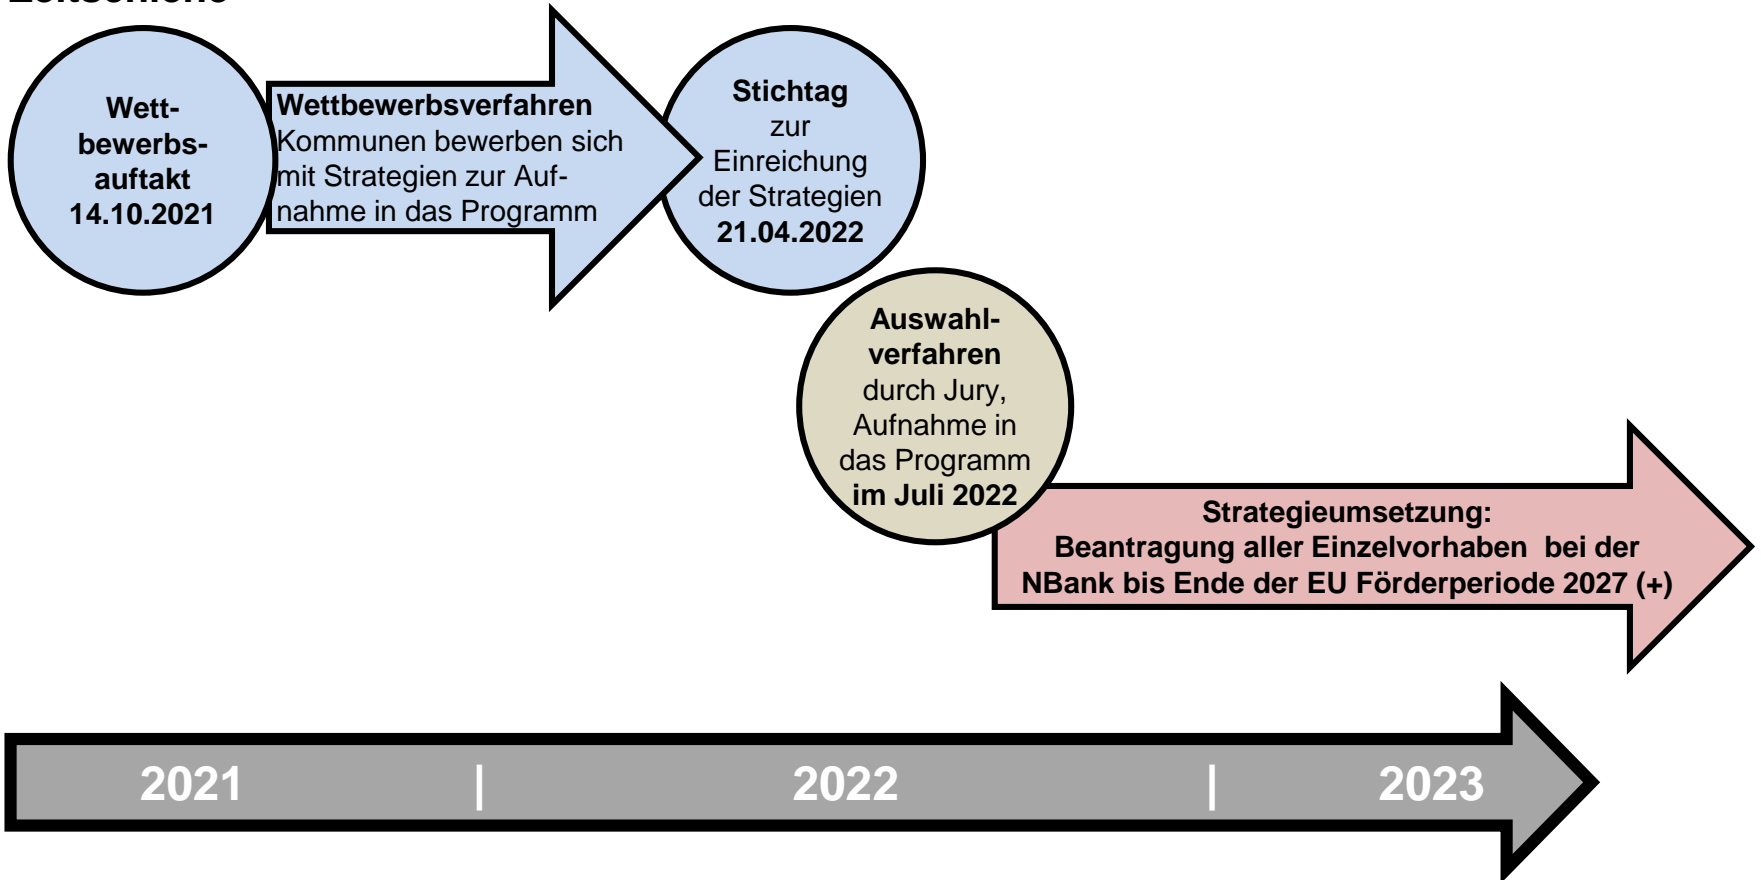 Zeitschiene
Wett-
bewerbs-
auftakt
14.10.2021
Wettbewerbsverfahren
Kommunen bewerben sich
mit Strategien zur Auf-
nahme in das Programm
Stichtag
zur
Einreichung
der Strategien
21.04.2022
Auswahl-
verfahren
durch Jury,
Aufnahme in
das Programm
im Juli 2022
Strategieumsetzung:
Beantragung aller Einzelvorhaben bei der
NBank bis Ende der EU Förderperiode 2027 (+)
2021 | 2022 | 2023